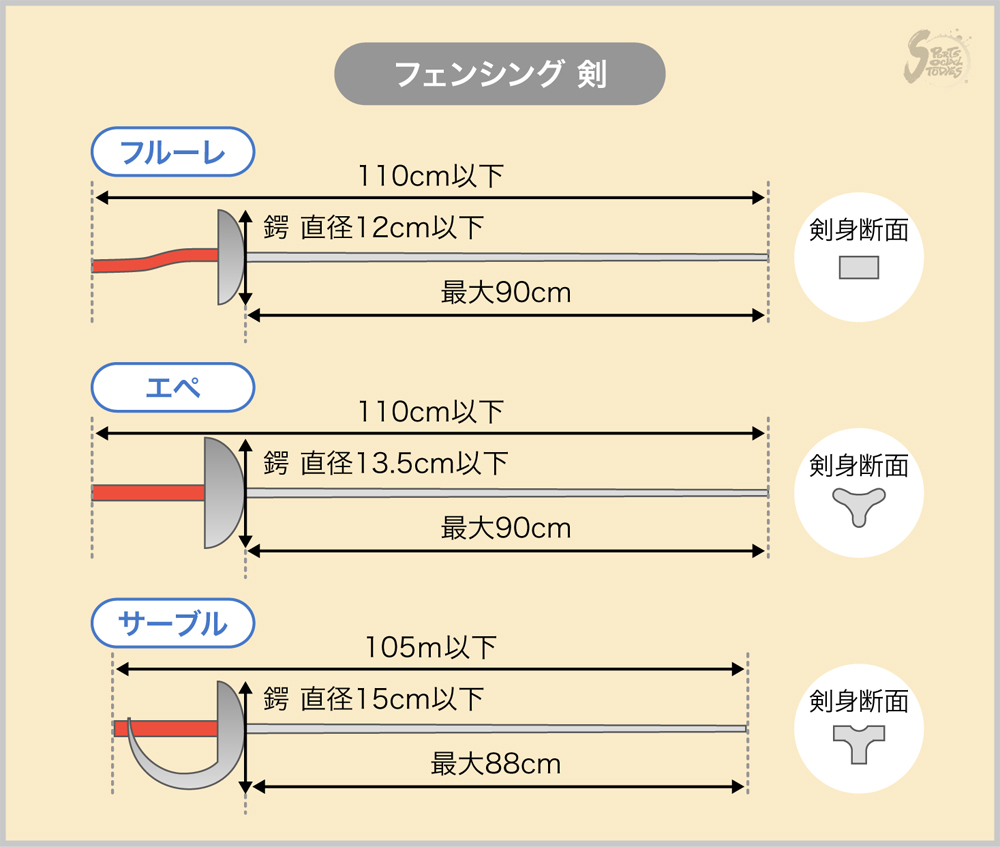 フェンシング 剣
SPORTS
SOCIAL
STUDIES
フルーレ
110cm以下
鍔 直径12cm以下
最大90cm
剣身断面
エペ
110cm以下
鍔 直径13.5cm以下
最大90cm
剣身断面
サーブル
105m以下
鍔 直径15cm以下
最大88cm
剣身断面